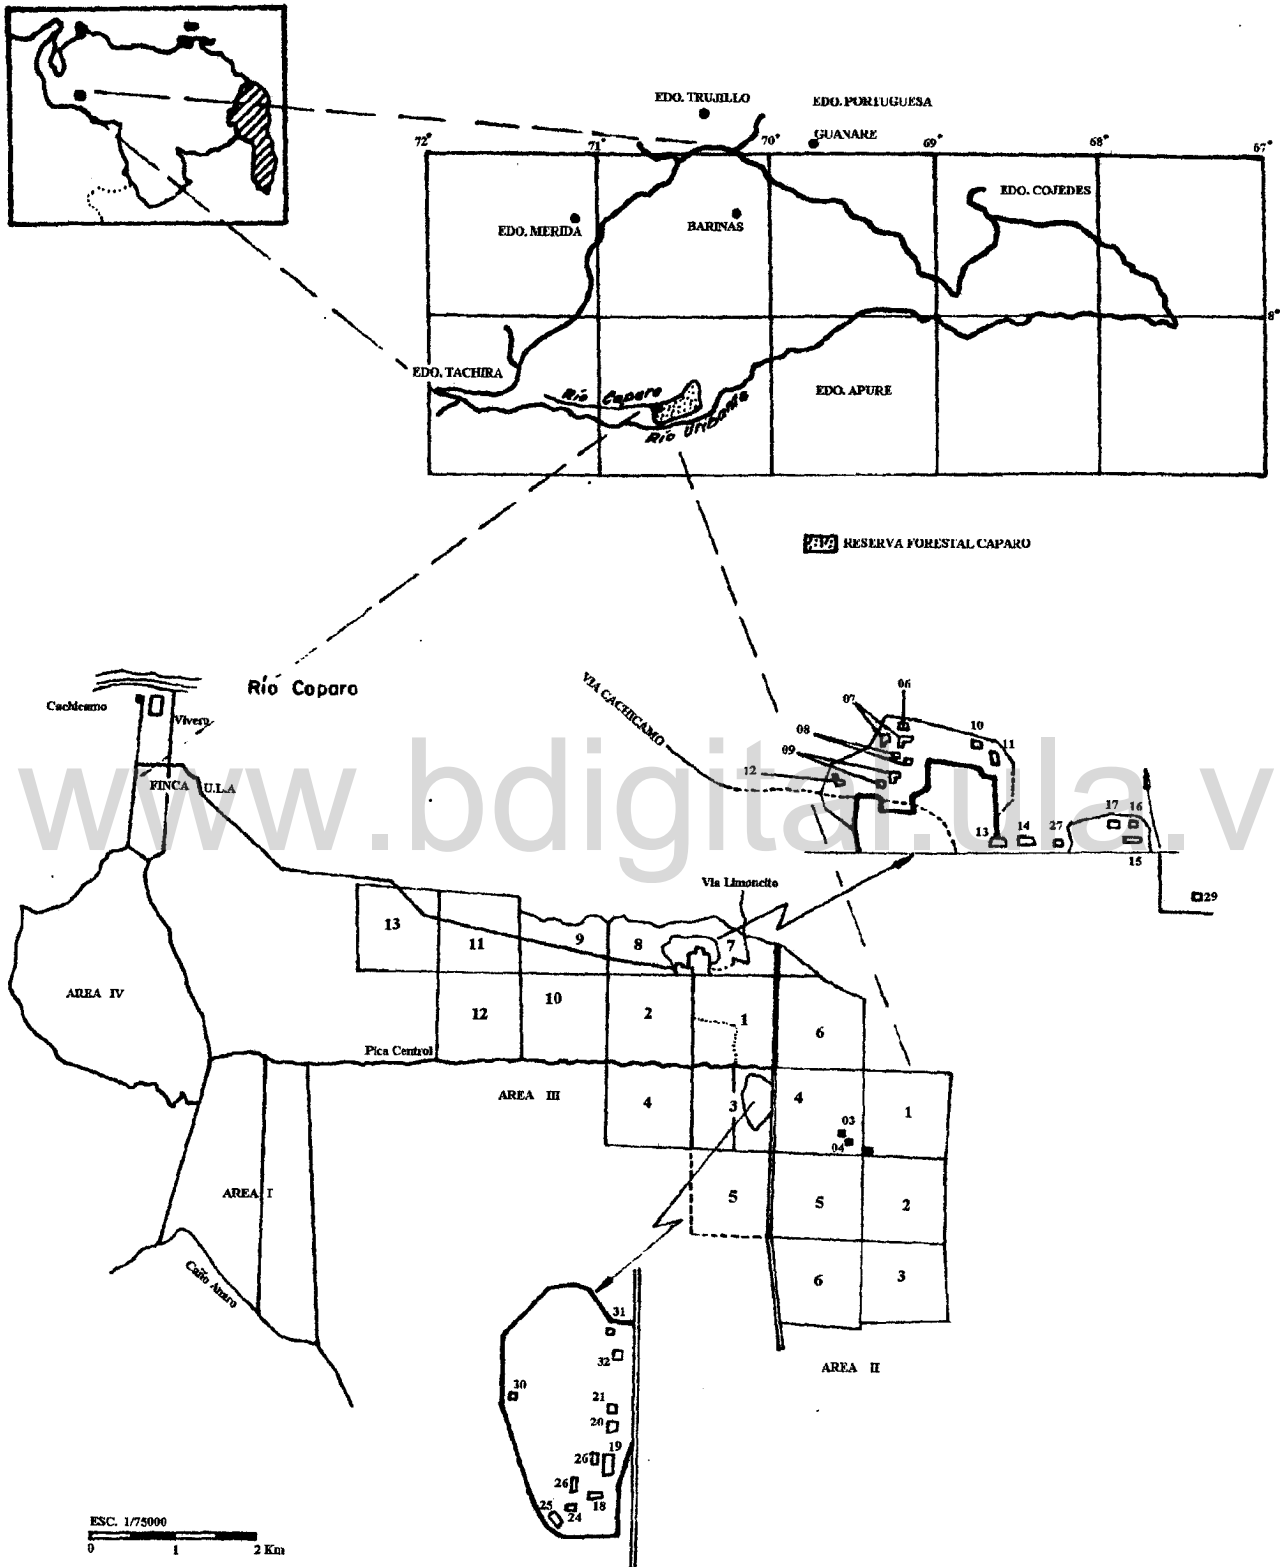 EDO. TRUJILLO
EDO. PORTUGUESA
GUANARE
72°
71°
70°
69°
68°
67°
EDO. COJEDES
EDO. MERIDA
BARINAS
8°
EDO. TACHIRA
Río Caparo
EDO. APURE
Río Uribante
RESERVA FORESTAL CAPARO
Río Caparo
Cachicamo
Vivero
FINCA U.L.A
VIA CACHICAMO
06
07
08
09
10
11
12
13
14
27
17
16
15
29
www.bdigital.ula.v
Via Limoncito
13
11
9
8
7
12
10
2
1
6
AREA IV
Pica Central
AREA III
4
3
4
1
03
04
AREA I
5
5
2
6
3
Caño Anaro
AREA II
31
32
30
21
20
19
26
26
18
25
24
ESC. 1/75000
0 1 2 Km